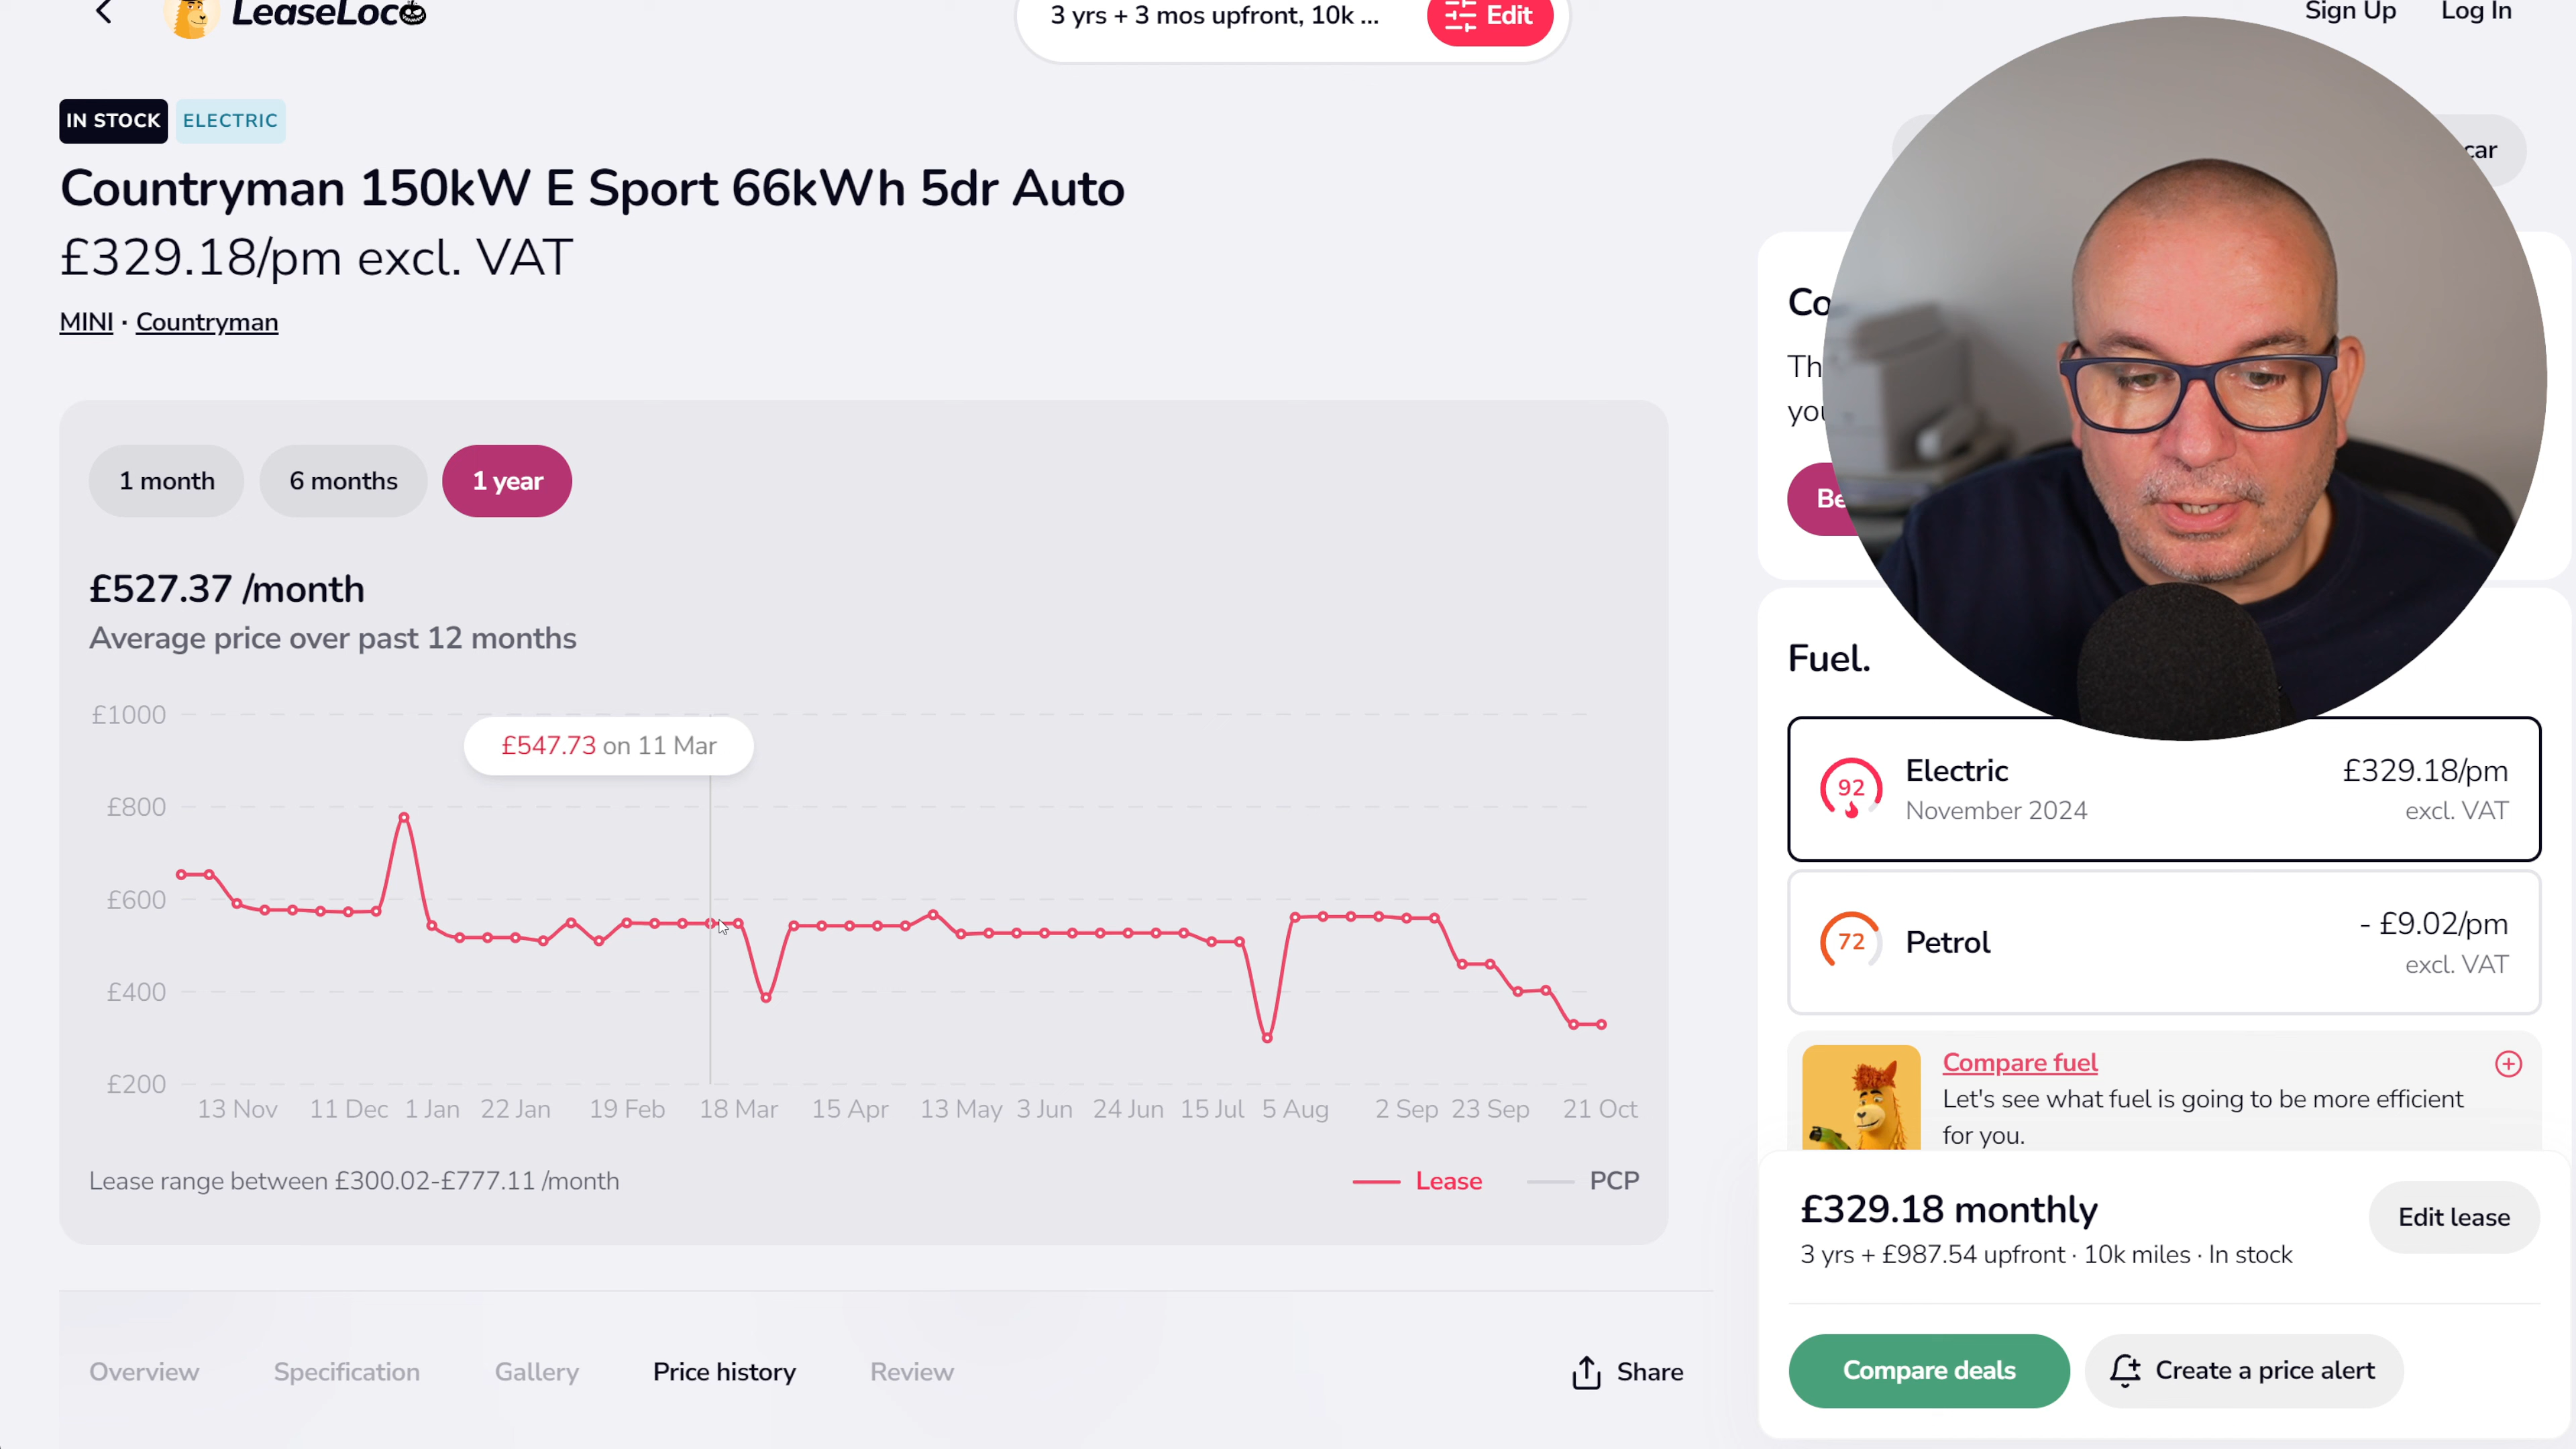 LeaseLoco
3 yrs + 3 mos upfront, 10k ...
Edit
Sign Up
Log In
IN STOCK
ELECTRIC
car
Countryman 150kW E Sport 66kWh 5dr Auto
£329.18/pm excl. VAT
MINI · Countryman
1 month
6 months
1 year
£527.37 /month
Average price over past 12 months
£547.73 on 11 Mar
£1000
£800
£600
£400
£200
13 Nov
11 Dec
1 Jan
22 Jan
19 Feb
18 Mar
15 Apr
13 May
3 Jun
24 Jun
15 Jul
5 Aug
2 Sep
23 Sep
21 Oct
Lease range between £300.02-£777.11 /month
Lease
PCP
Overview
Specification
Gallery
Price history
Review
Share
Fuel.
92
Electric
£329.18/pm
November 2024
excl. VAT
72
Petrol
- £9.02/pm
excl. VAT
Compare fuel
Let's see what fuel is going to be more efficient
for you.
£329.18 monthly
Edit lease
3 yrs + £987.54 upfront · 10k miles · In stock
Compare deals
Create a price alert